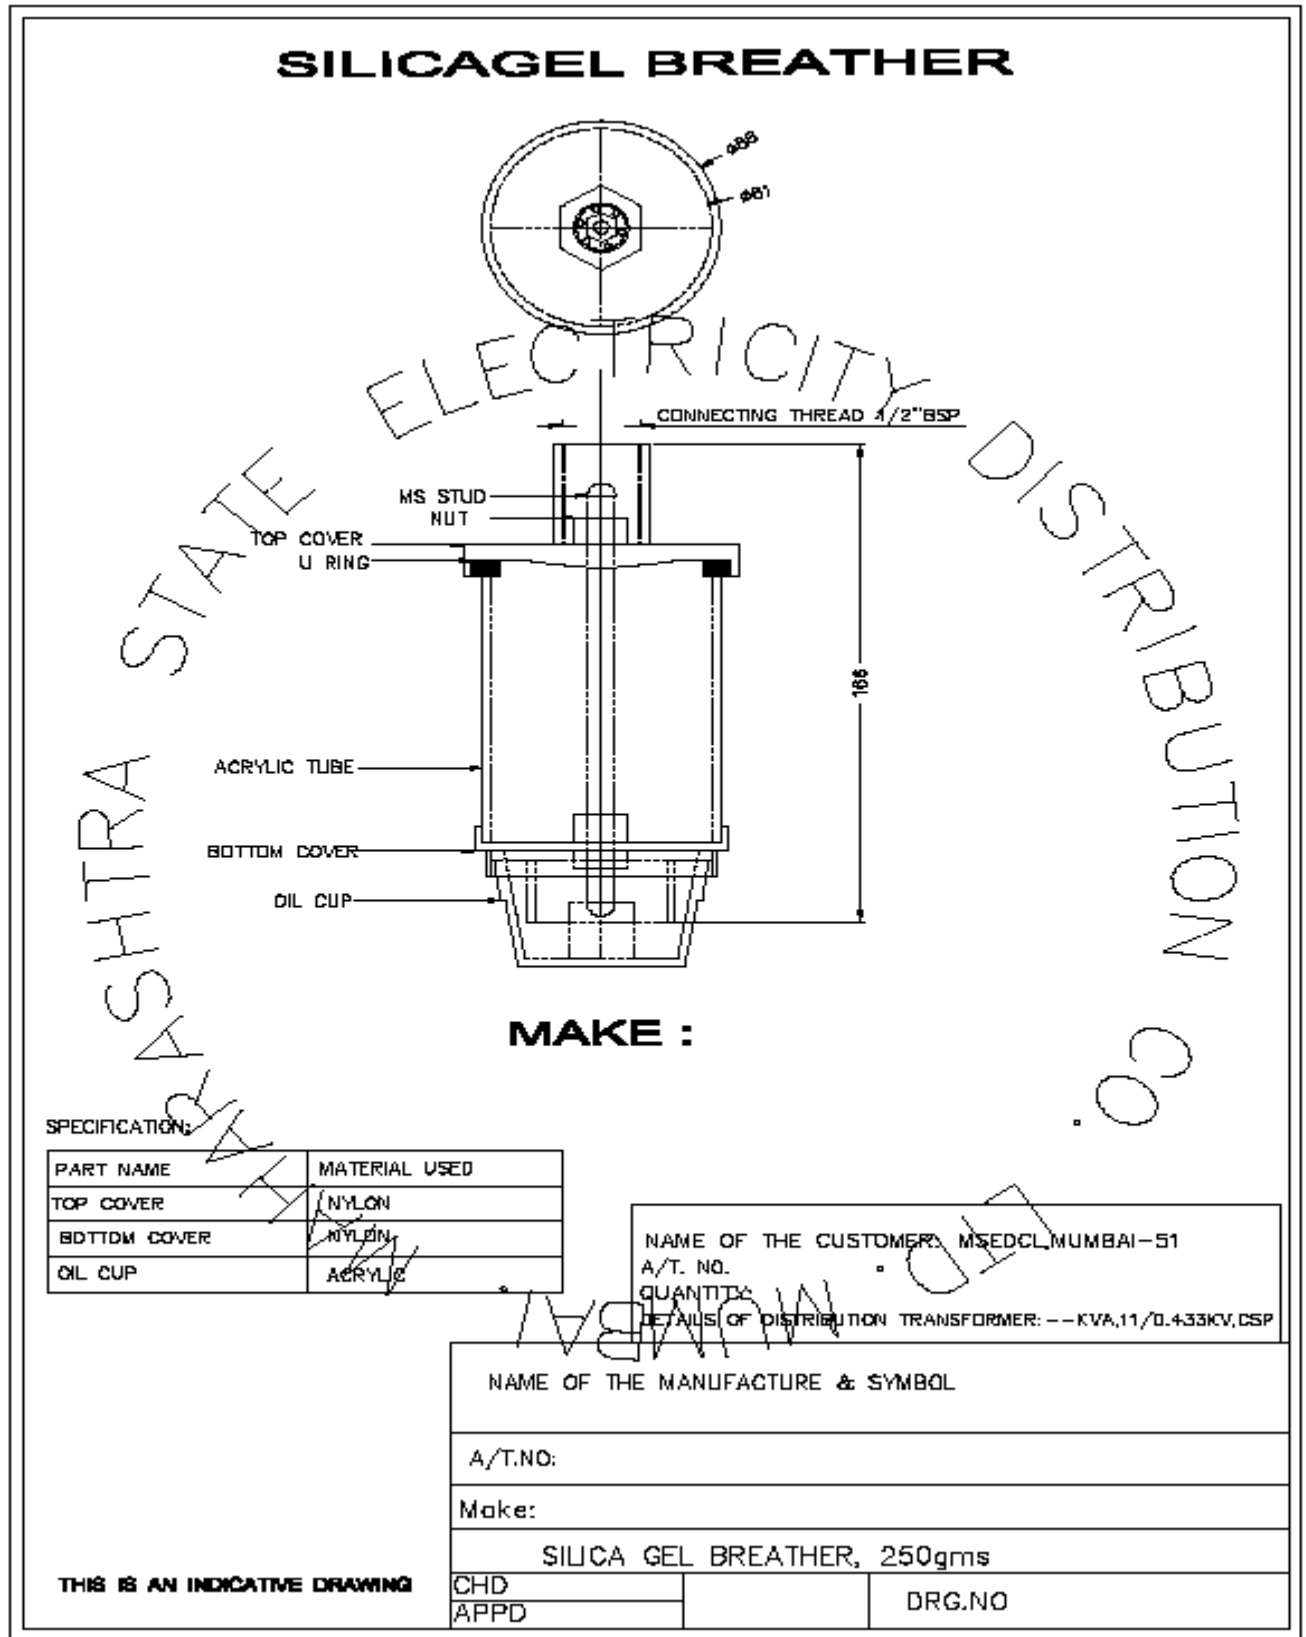 SILICAGEL BREATHER
ø61
CONNECTING THREAD 1/2"BSP
MS STUD
NUT
TOP COVER
U RING
166
ACRYLIC TUBE
BOTTOM COVER
OIL CUP
MAHARASHTRA STATE ELECTRICITY DISTRIBUTION CO. LTD. MUMBAI.
MAKE :
SPECIFICATION:
PART NAME MATERIAL USED
TOP COVER NYLON
BOTTOM COVER NYLON
OIL CUP ACRYLIC
NAME OF THE CUSTOMER: MSEDCL,MUMBAI-51
A/T. NO.
QUANTITY:
DETAILS OF DISTRIBUTION TRANSFORMER: --KVA,11/0.433KV,CSP
NAME OF THE MANUFACTURE & SYMBOL
A/T.NO:
Make:
SILICA GEL BREATHER, 250gms
THIS IS AN INDICATIVE DRAWING
CHD
APPD
DRG.NO